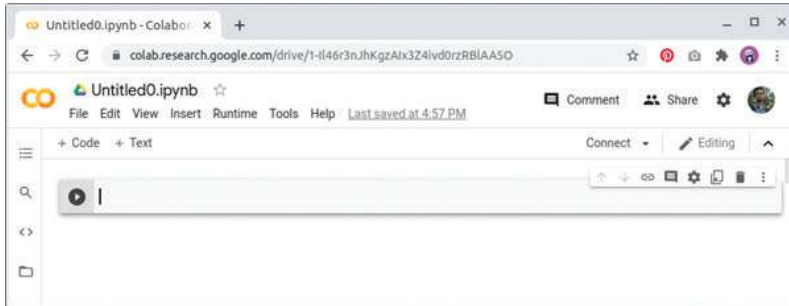 Untitled0.ipynb - Colabor
colab.research.google.com/drive/1-Il46r3nJhKgzAIx3Z4ivd0rzRBlAA5O
Untitled0.ipynb
Comment Share
File Edit View Insert Runtime Tools Help Last saved at 4:57 PM
+ Code + Text Connect Editing